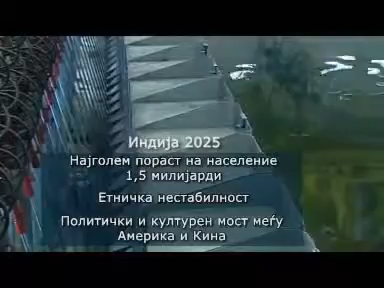 Индија 2025
Најголем пораст на население
1,5 милијарди
Етничка нестабилност
Политички и културен мост меѓу
Америка и Кина